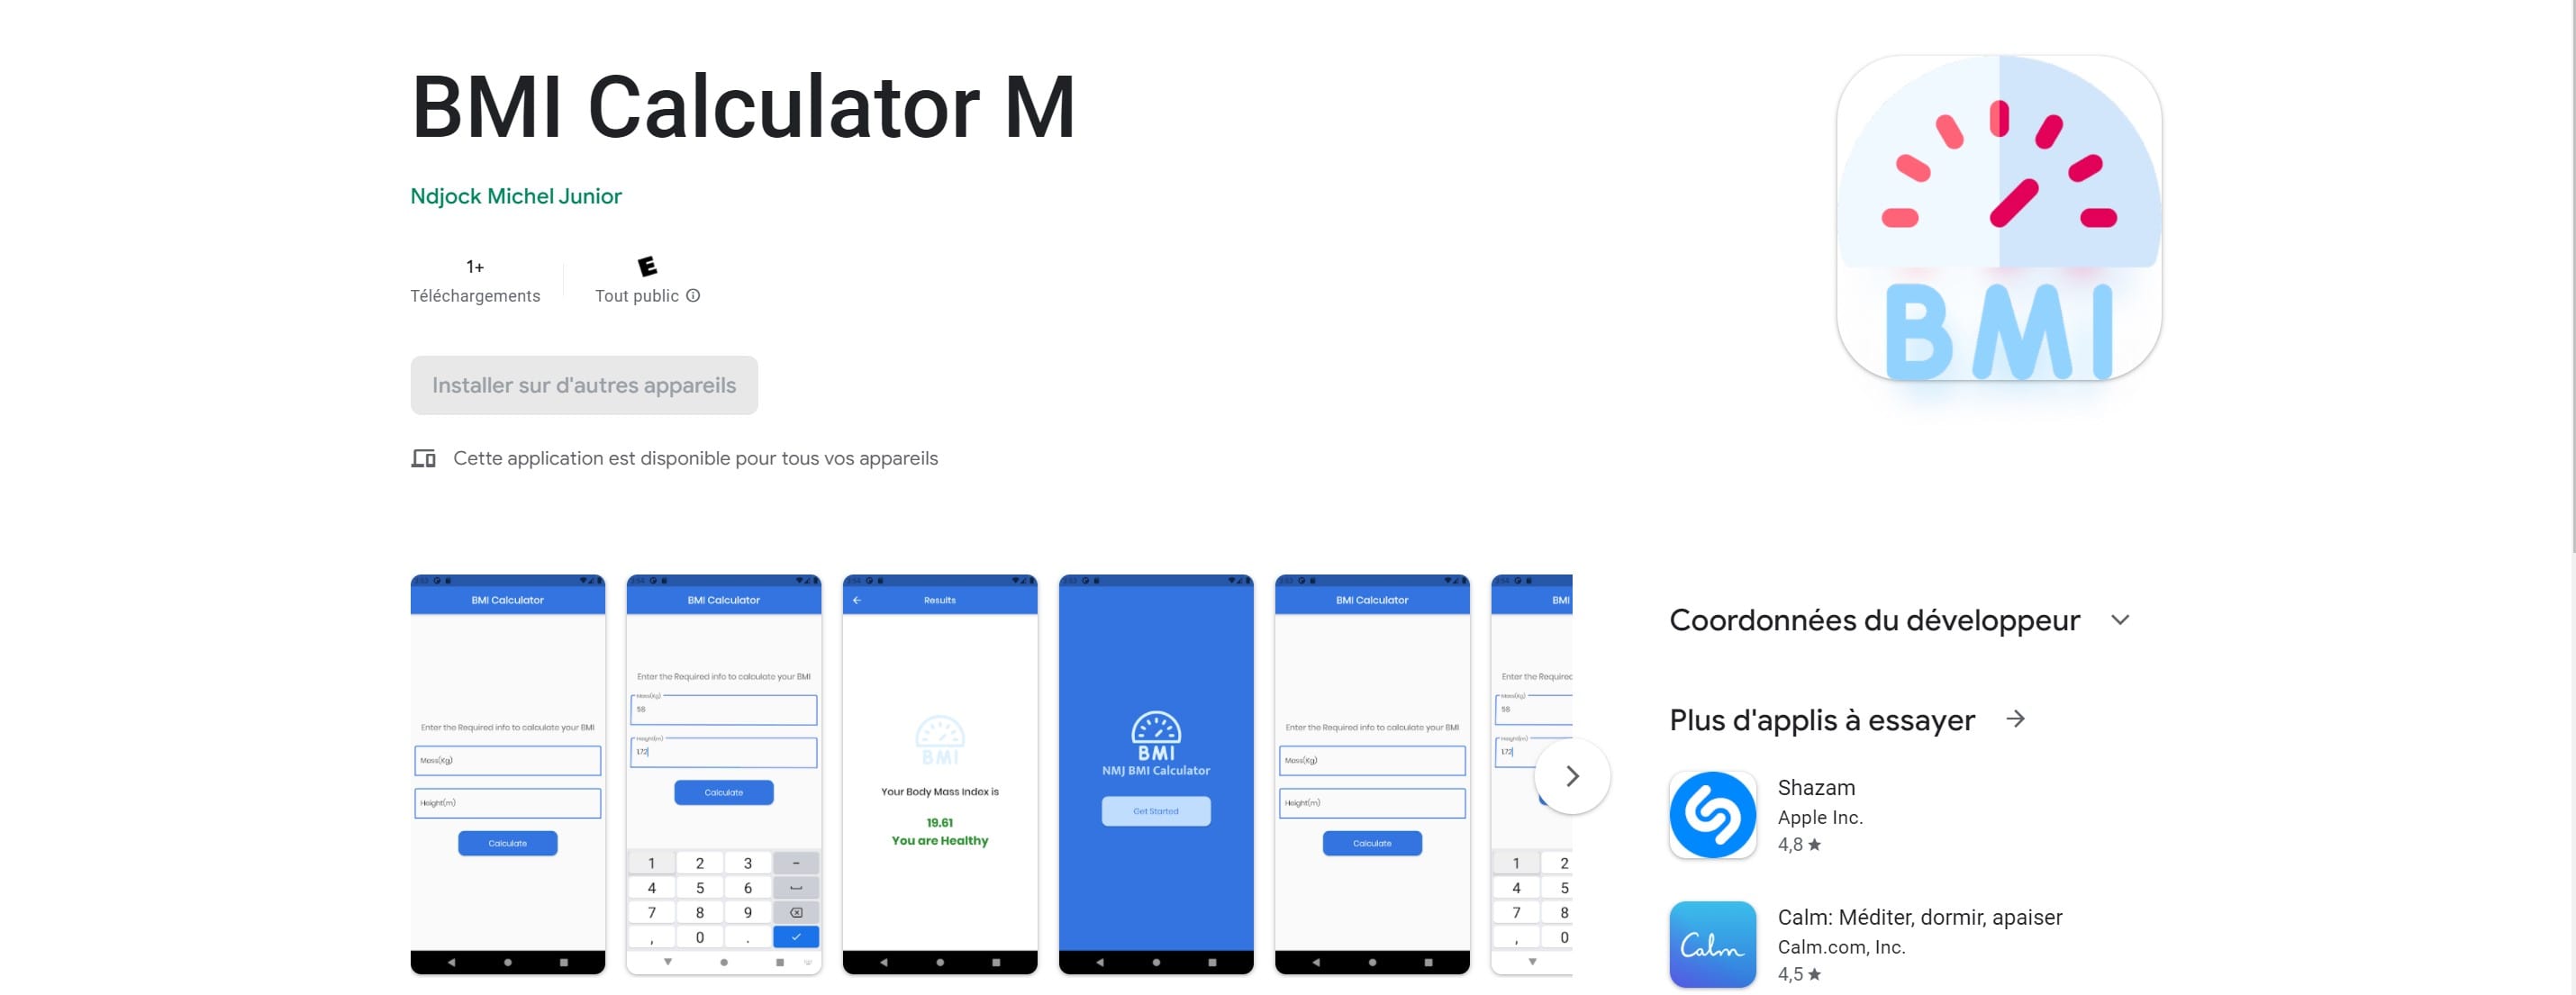 BMI Calculator M
Ndjock Michel Junior
1+
Téléchargements
E
Tout public
Installer sur d'autres appareils
Cette application est disponible pour tous vos appareils
BMI
BMI Calculator
Enter the Required info to calculate your BMI
Mass(Kg)
Height(m)
Calculate
BMI Calculator
Enter the Required info to calculate your BMI
Mass(Kg)
58
Height(m)
1.72
Calculate
1 2 3 -
4 5 6
7 8 9
, 0 .
Results
BMI
Your Body Mass Index is
19.61
You are Healthy
BMI
NMJ BMI Calculator
Get Started
BMI Calculator
Enter the Required info to calculate your BMI
Mass(Kg)
Height(m)
Calculate
BMI
Enter the Required
Mass(Kg)
58
Height(m)
1.72
1 2
4 5
7 8
, 0
Coordonnées du développeur
Plus d'applis à essayer
Shazam
Apple Inc.
4,8 ★
Calm
Calm: Méditer, dormir, apaiser
Calm.com, Inc.
4,5 ★